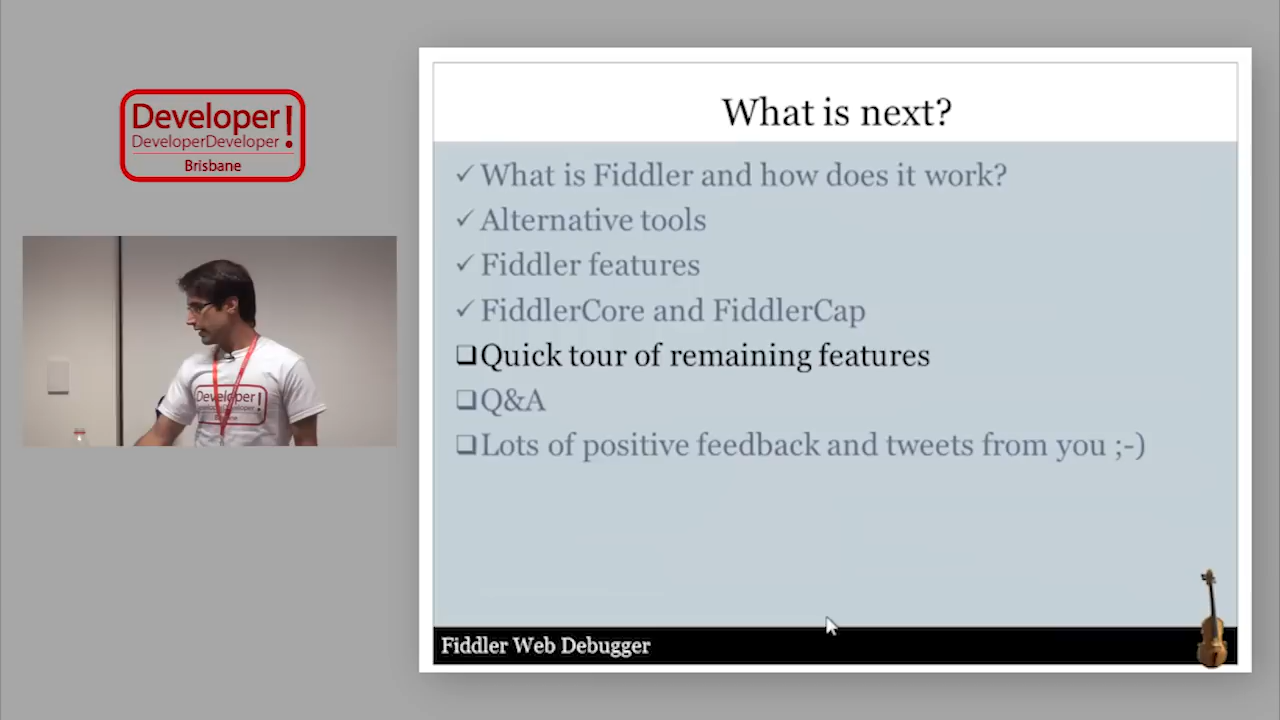 Developer!
DeveloperDeveloper
Brisbane
What is next?
✓ What is Fiddler and how does it work?
✓ Alternative tools
✓ Fiddler features
✓ FiddlerCore and FiddlerCap
❑ Quick tour of remaining features
❑ Q&A
❑ Lots of positive feedback and tweets from you ;-)
Fiddler Web Debugger
Developer!